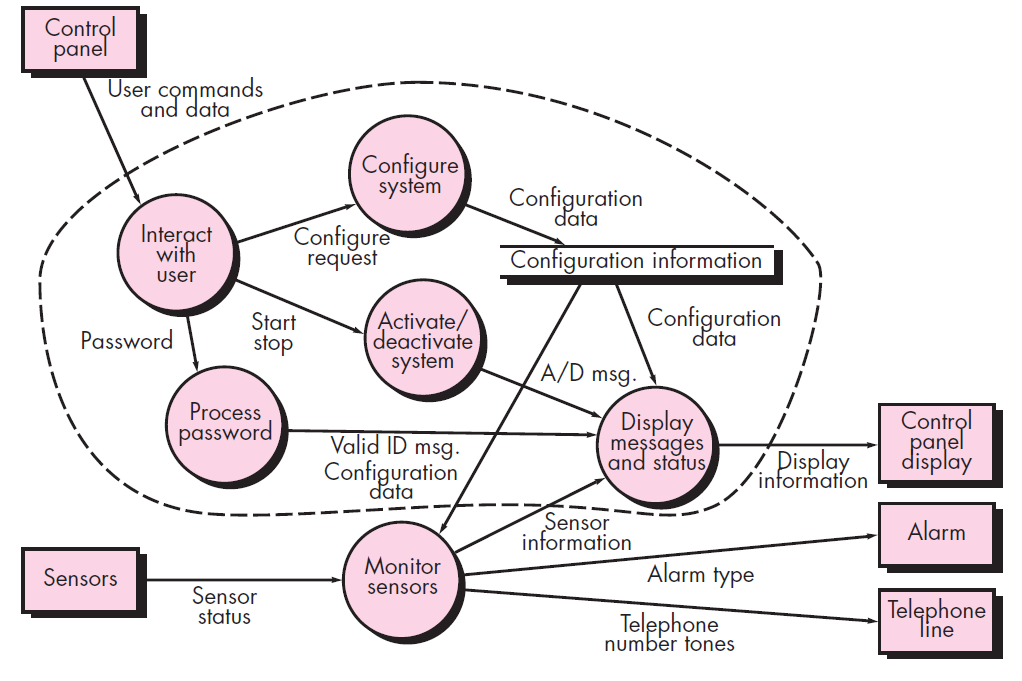 Control
panel
User commands
and data
Configure
system
Configuration
data
Interact
with
user
Configure
request
Configuration information
Password
Start
stop
Activate/
deactivate
system
Configuration
data
A/D msg.
Process
password
Valid ID msg.
Configuration
data
Display
messages
and status
Control
panel
display
Display
information
Sensor
information
Alarm
Sensors
Sensor
status
Monitor
sensors
Alarm type
Telephone
number tones
Telephone
line